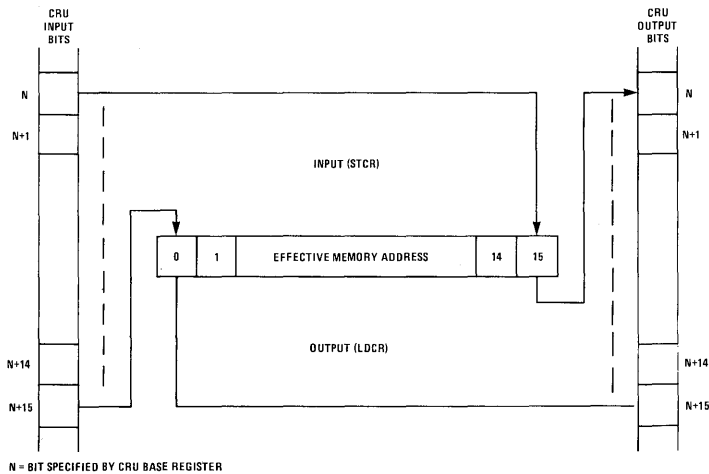 CRU
INPUT
BITS
CRU
OUTPUT
BITS
N
N
N+1
N+1
INPUT (STCR)
0
1
EFFECTIVE MEMORY ADDRESS
14
15
OUTPUT (LDCR)
N+14
N+14
N+15
N+15
N = BIT SPECIFIED BY CRU BASE REGISTER